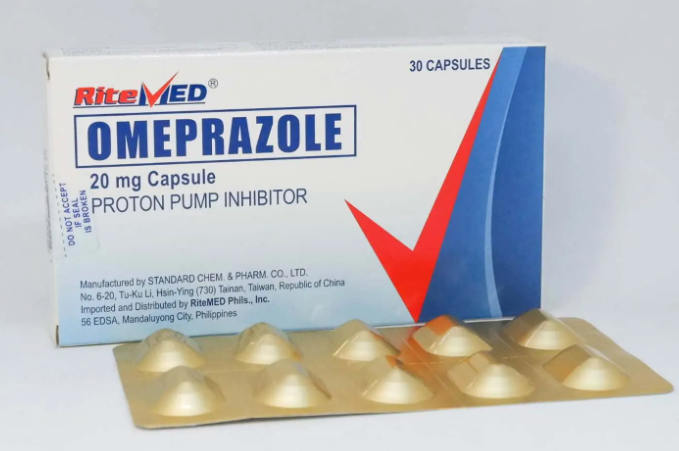 30 CAPSULES
RiteMED®
OMEPRAZOLE
20 mg Capsule
PROTON PUMP INHIBITOR
DO NOT ACCEPT
IF SEAL
IS BROKEN
Manufactured by STANDARD CHEM. & PHARM. CO., LTD.
No. 6-20, Tu-Ku Li, Hsin-Ying (730) Tainan, Taiwan, Republic of China
Imported and Distributed by RiteMED Phils., Inc.
56 EDSA, Mandaluyong City, Philippines